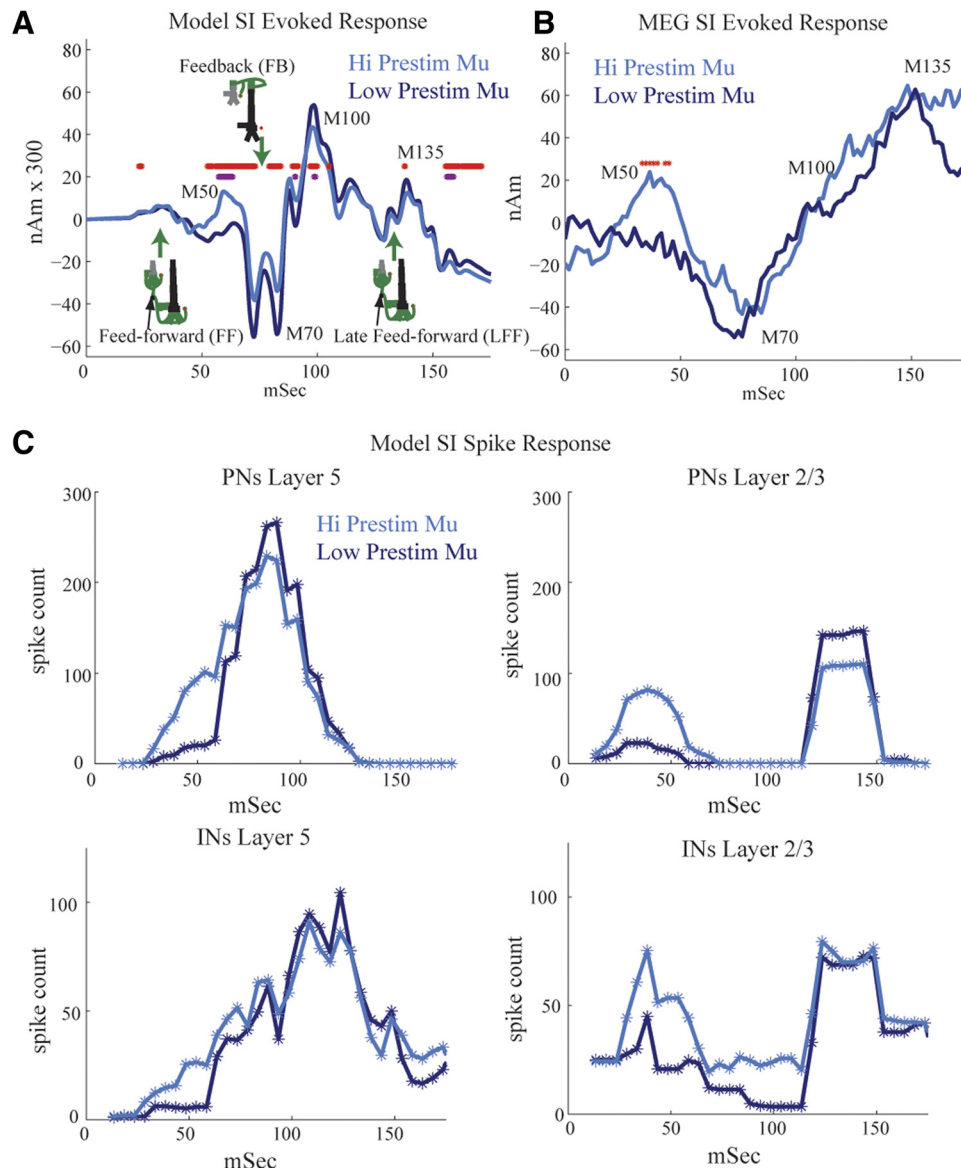 A
Model SI Evoked Response
80
60
40
20
0
−20
−40
−60
nAm x 300
Feedback (FB)
Hi Prestim Mu
Low Prestim Mu
M50
M100
M135
M70
Feed-forward (FF)
Late Feed-forward (LFF)
0
50
100
150
mSec
B
MEG SI Evoked Response
80
60
40
20
0
−20
−40
−60
nAm
Hi Prestim Mu
Low Prestim Mu
M135
M50
M100
M70
0
50
100
150
mSec
C
Model SI Spike Response
PNs Layer 5
300
200
100
0
spike count
Hi Prestim Mu
Low Prestim Mu
0
50
100
150
mSec
PNs Layer 2/3
300
200
100
0
spike count
0
50
100
150
mSec
INs Layer 5
100
50
0
spike count
0
50
100
150
mSec
INs Layer 2/3
100
50
0
spike count
0
50
100
150
mSec